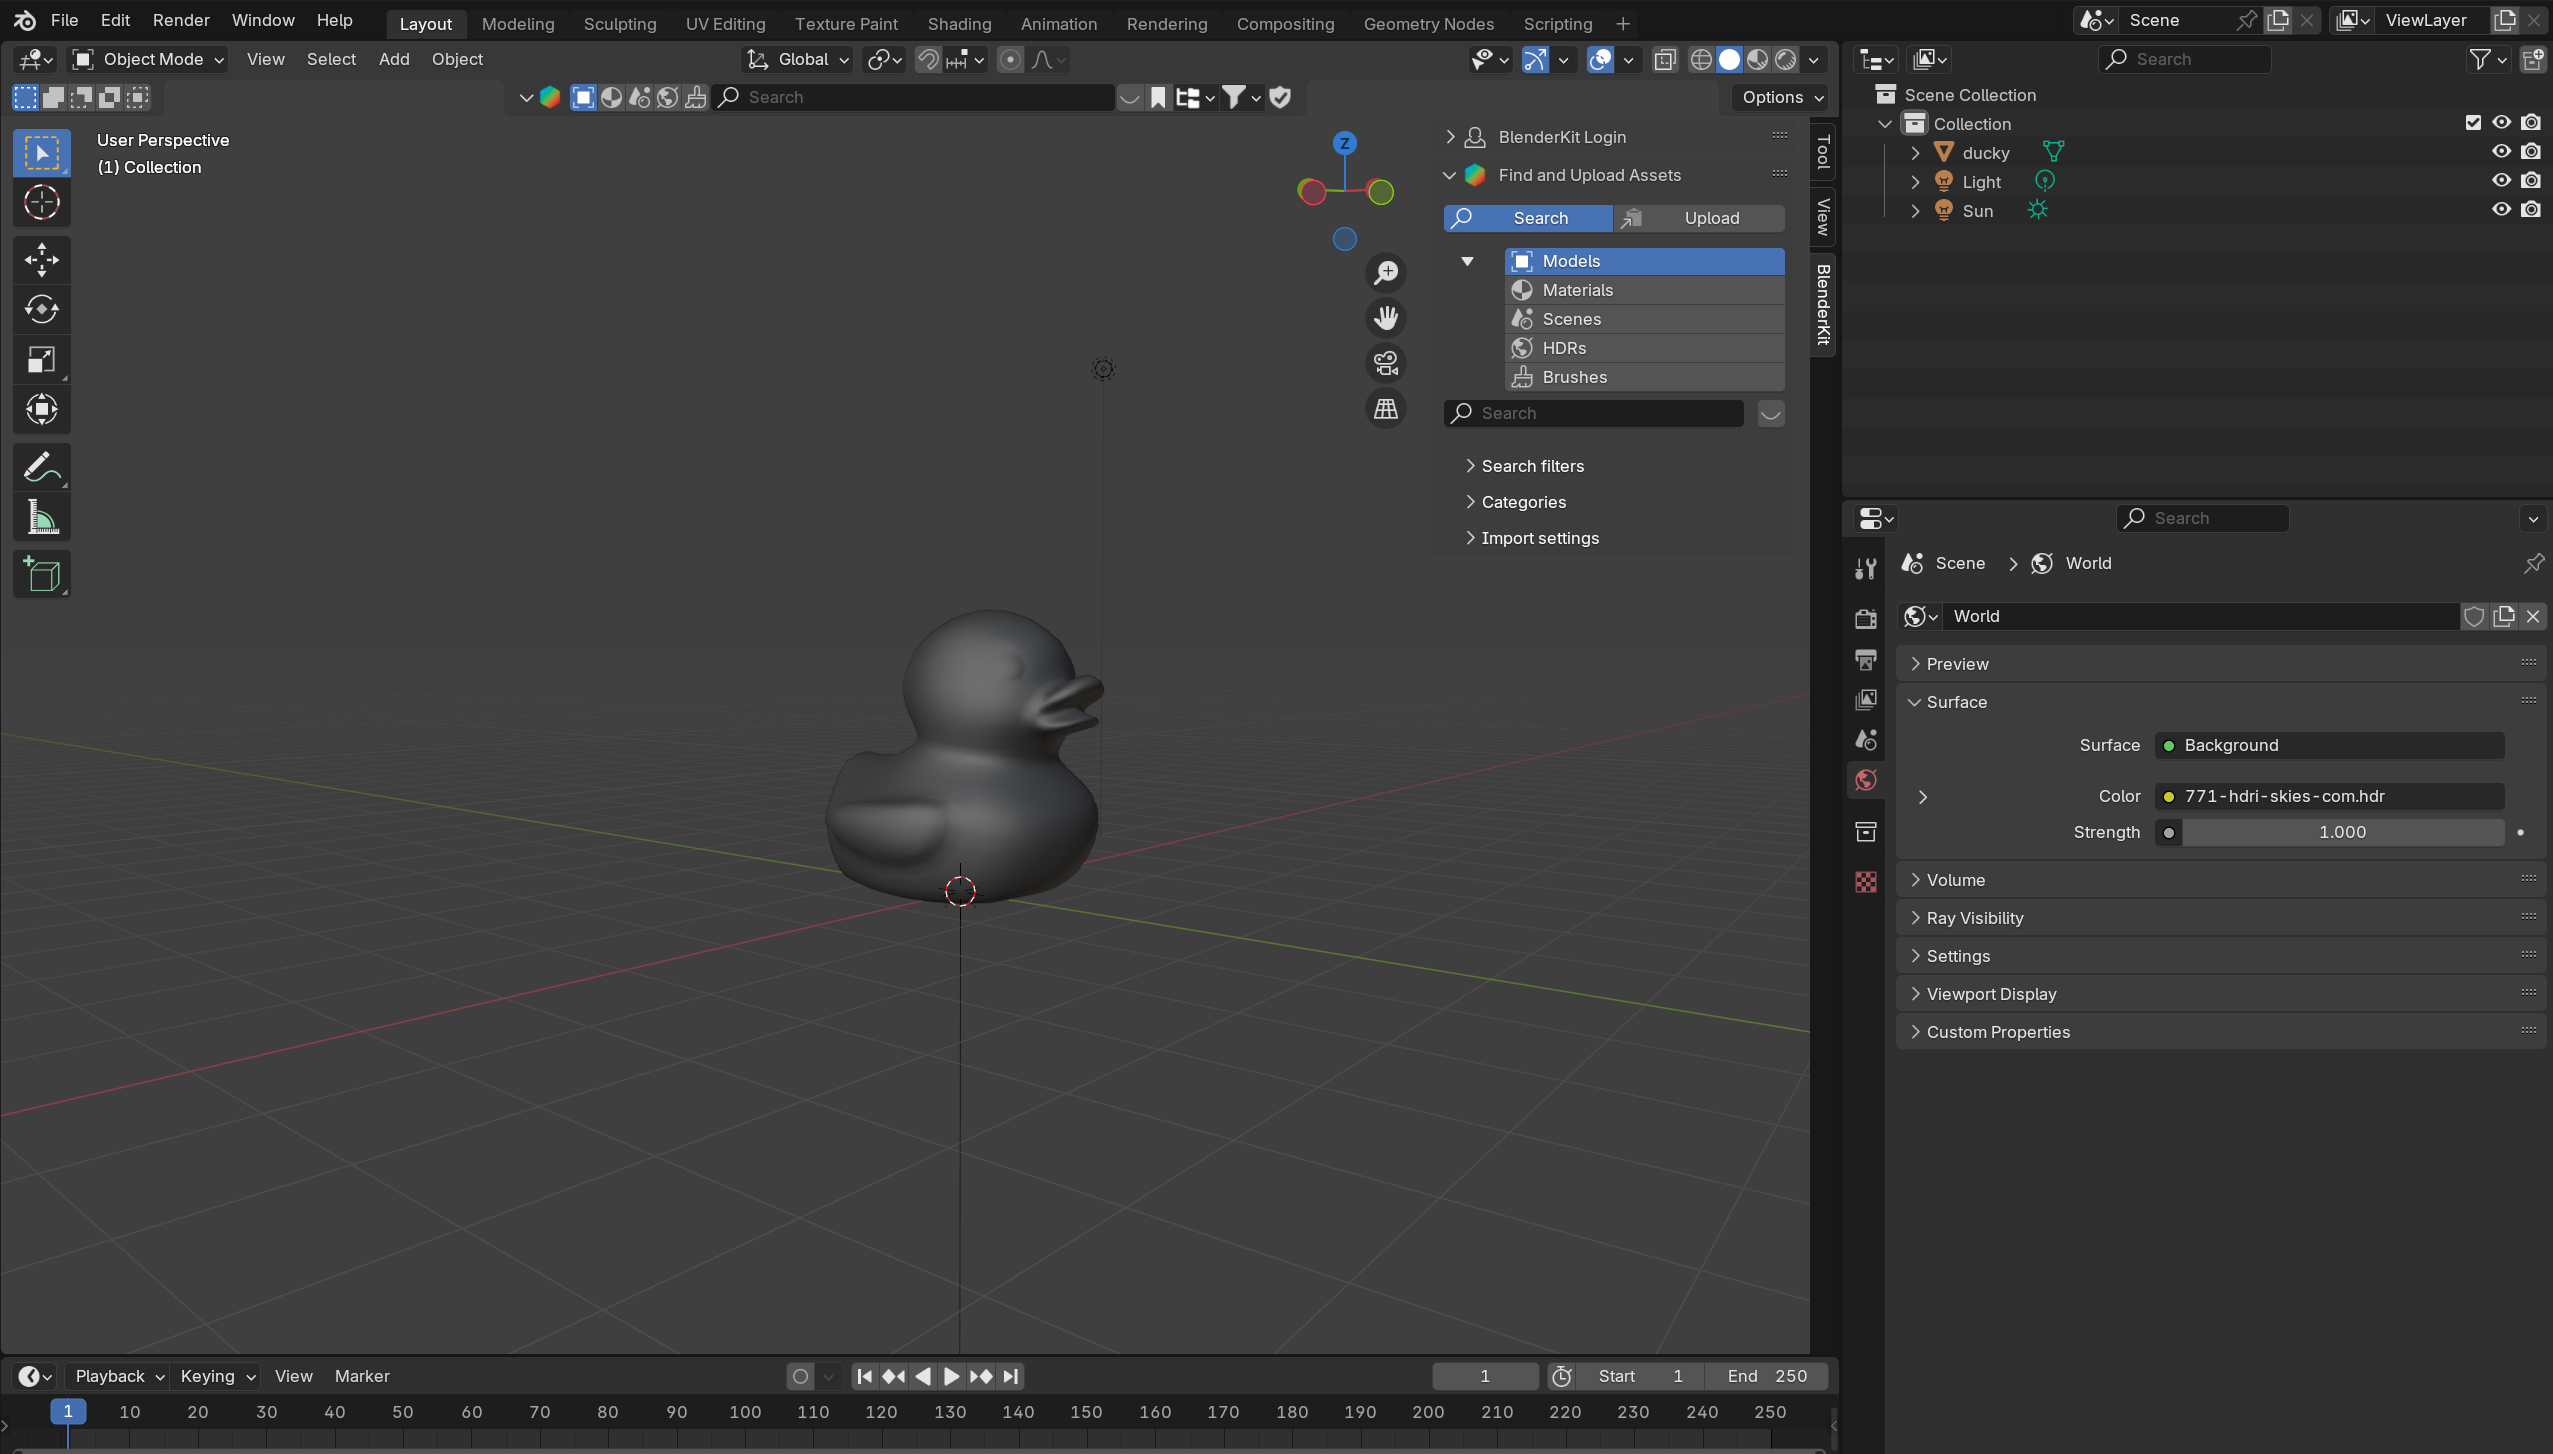 File Edit Render Window Help Layout Modeling Sculpting UV Editing Texture Paint Shading Animation Rendering Compositing Geometry Nodes Scripting + Scene ViewLayer
Object Mode View Select Add Object Global Search
Search Options
User Perspective
(1) Collection
Z
BlenderKit Login
Find and Upload Assets
Search Upload
Models
Materials
Scenes
HDRs
Brushes
Search
Search filters
Categories
Import settings
Tool
View
BlenderKit
Scene Collection
Collection
ducky
Light
Sun
Search
Scene World
World
Preview
Surface
Surface Background
Color 771-hdri-skies-com.hdr
Strength 1.000
Volume
Ray Visibility
Settings
Viewport Display
Custom Properties
Playback Keying View Marker 1 Start 1 End 250
1 10 20 30 40 50 60 70 80 90 100 110 120 130 140 150 160 170 180 190 200 210 220 230 240 250